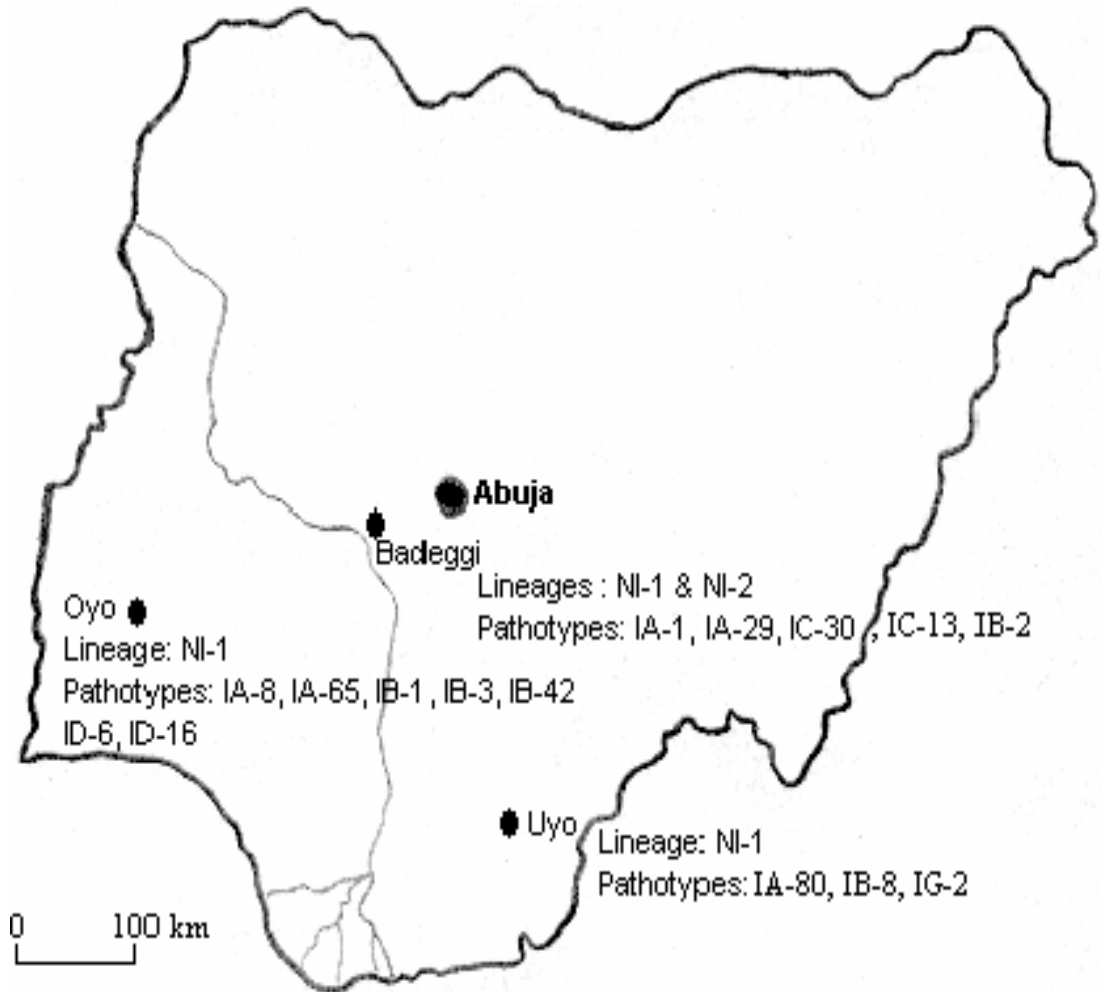 Abuja
Badeggi
Lineages : NI-1 & NI-2
Pathotypes: IA-1, IA-29, IC-30 , IC-13, IB-2
Oyo
Lineage: NI-1
Pathotypes: IA-8, IA-65, IB-1 , IB-3, IB-42
ID-6, ID-16
Uyo
Lineage: NI-1
Pathotypes: IA-80, IB-8, IG-2
0 100 km